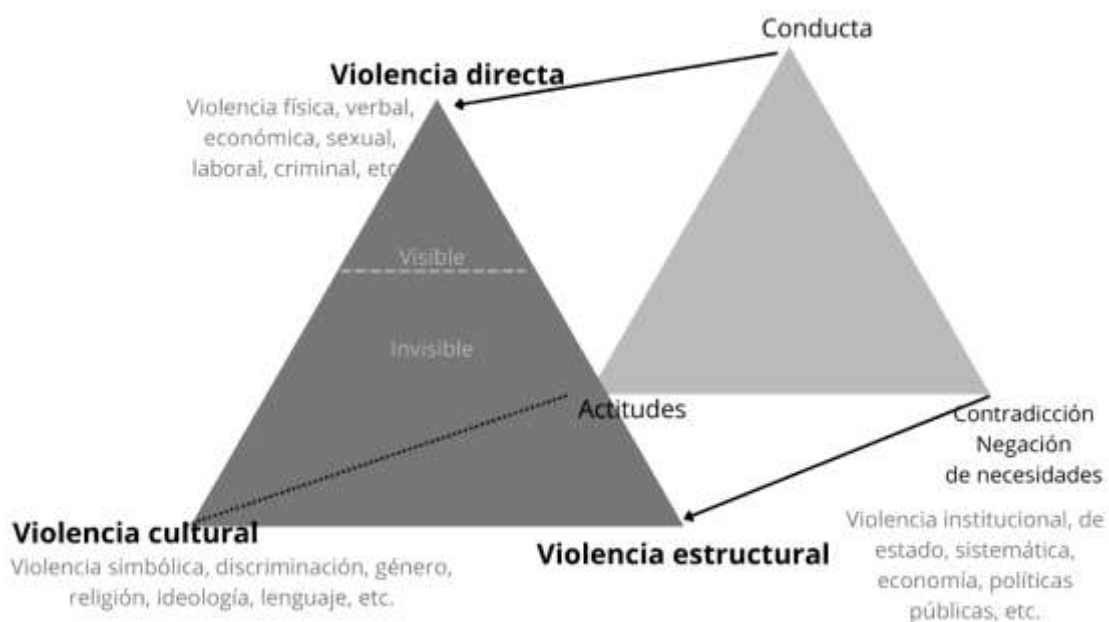 Conducta
Violencia directa
Violencia física, verbal,
económica, sexual,
laboral, criminal, etc
Visible
Invisible
Actitudes
Contradicción
Negación
de necesidades
Violencia cultural
Violencia simbólica, discriminación, género,
religión, ideología, lenguaje, etc.
Violencia estructural
Violencia institucional, de
estado, sistemática,
economía, políticas
públicas, etc.